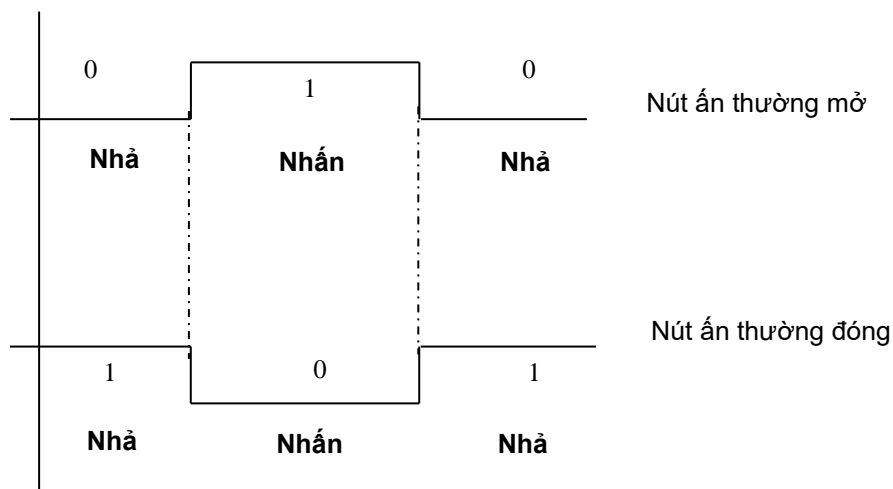 0 1 0
Nút ấn thường mở
Nhả Nhấn Nhả
Nút ấn thường đóng
1 0 1
Nhả Nhấn Nhả